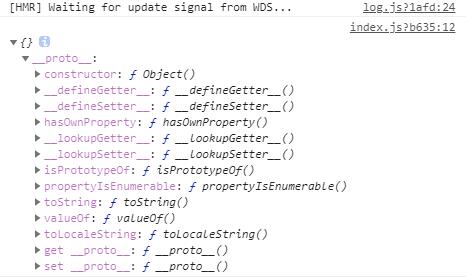 [HMR] Waiting for update signal from WDS... log.js?1afd:24
index.js?b635:12
▼{} i
▼__proto__:
▶constructor: ƒ Object()
▶__defineGetter__: ƒ __defineGetter__()
▶__defineSetter__: ƒ __defineSetter__()
▶hasOwnProperty: ƒ hasOwnProperty()
▶__lookupGetter__: ƒ __lookupGetter__()
▶__lookupSetter__: ƒ __lookupSetter__()
▶isPrototypeOf: ƒ isPrototypeOf()
▶propertyIsEnumerable: ƒ propertyIsEnumerable()
▶toString: ƒ toString()
▶valueOf: ƒ valueOf()
▶toLocaleString: ƒ toLocaleString()
▶get __proto__: ƒ __proto__()
▶set __proto__: ƒ __proto__()